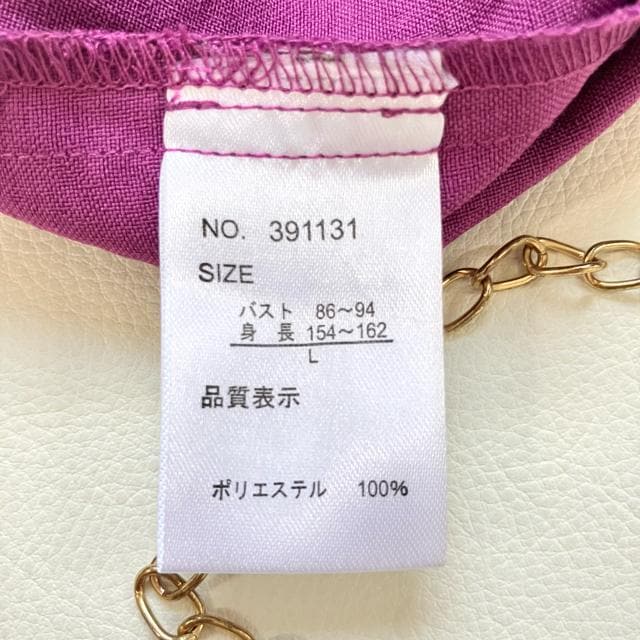 NO. 391131
SIZE
バスト 86～94
身 長 154～162
L
品質表示
ポリエステル 100%